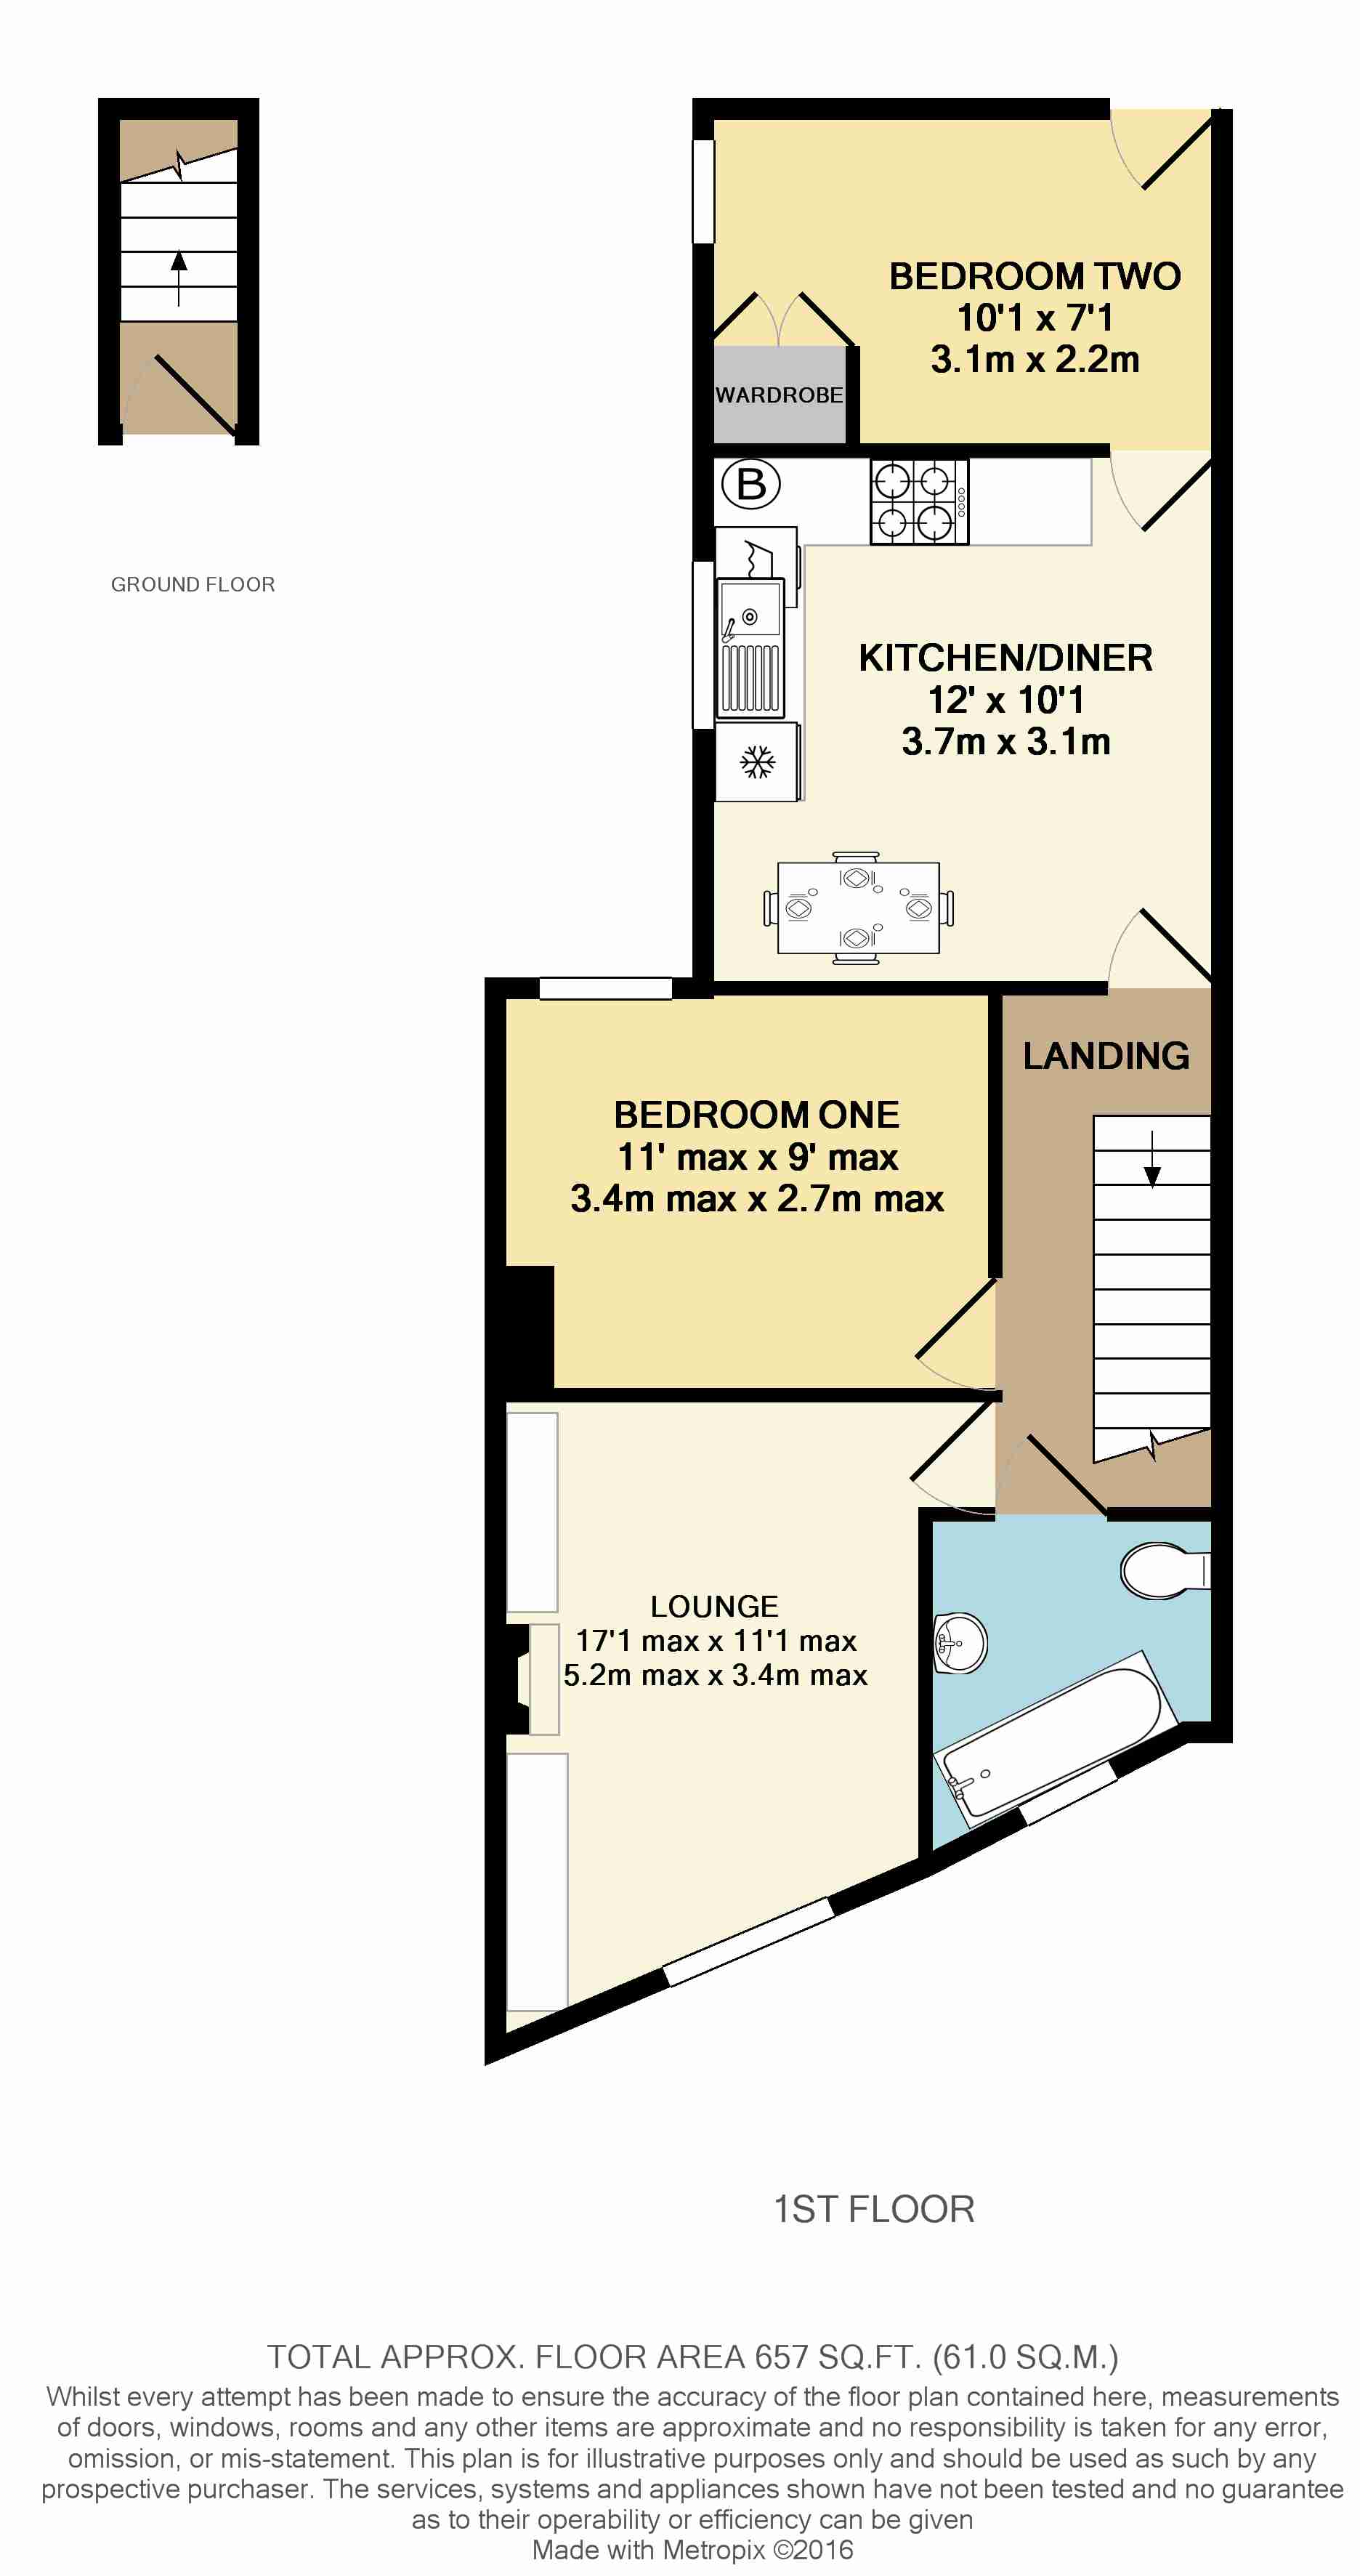 BEDROOM TWO
10'1 x 7'1
3.1m x 2.2m
WARDROBE
B
GROUND FLOOR
KITCHEN/DINER
12' x 10'1
3.7m x 3.1m
LANDING
BEDROOM ONE
11' max x 9' max
3.4m max x 2.7m max
LOUNGE
17'1 max x 11'1 max
5.2m max x 3.4m max
1ST FLOOR
TOTAL APPROX. FLOOR AREA 657 SQ.FT. (61.0 SQ.M.)
Whilst every attempt has been made to ensure the accuracy of the floor plan contained here, measurements
of doors, windows, rooms and any other items are approximate and no responsibility is taken for any error,
omission, or mis-statement. This plan is for illustrative purposes only and should be used as such by any
prospective purchaser. The services, systems and appliances shown have not been tested and no guarantee
as to their operability or efficiency can be given
Made with Metropix ©2016